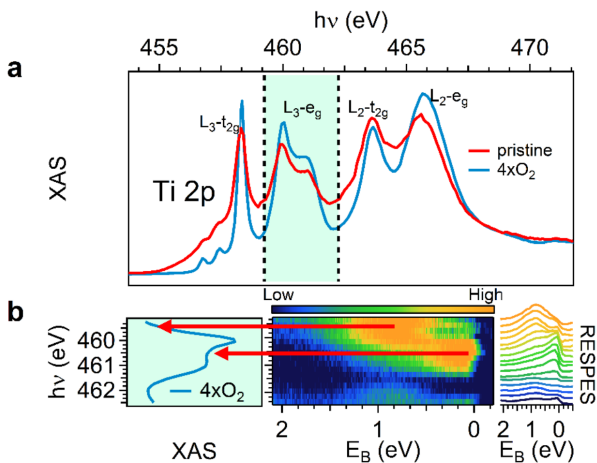 hν (eV)
455 460 465 470
a
L3-t2g
L3-eg
L2-t2g
L2-eg
pristine
4xO2
XAS
Ti 2p
Low High
b
hν (eV)
460
461
462
4xO2
RESPES
2 1 0
2 1 0
XAS
EB (eV)
EB (eV)